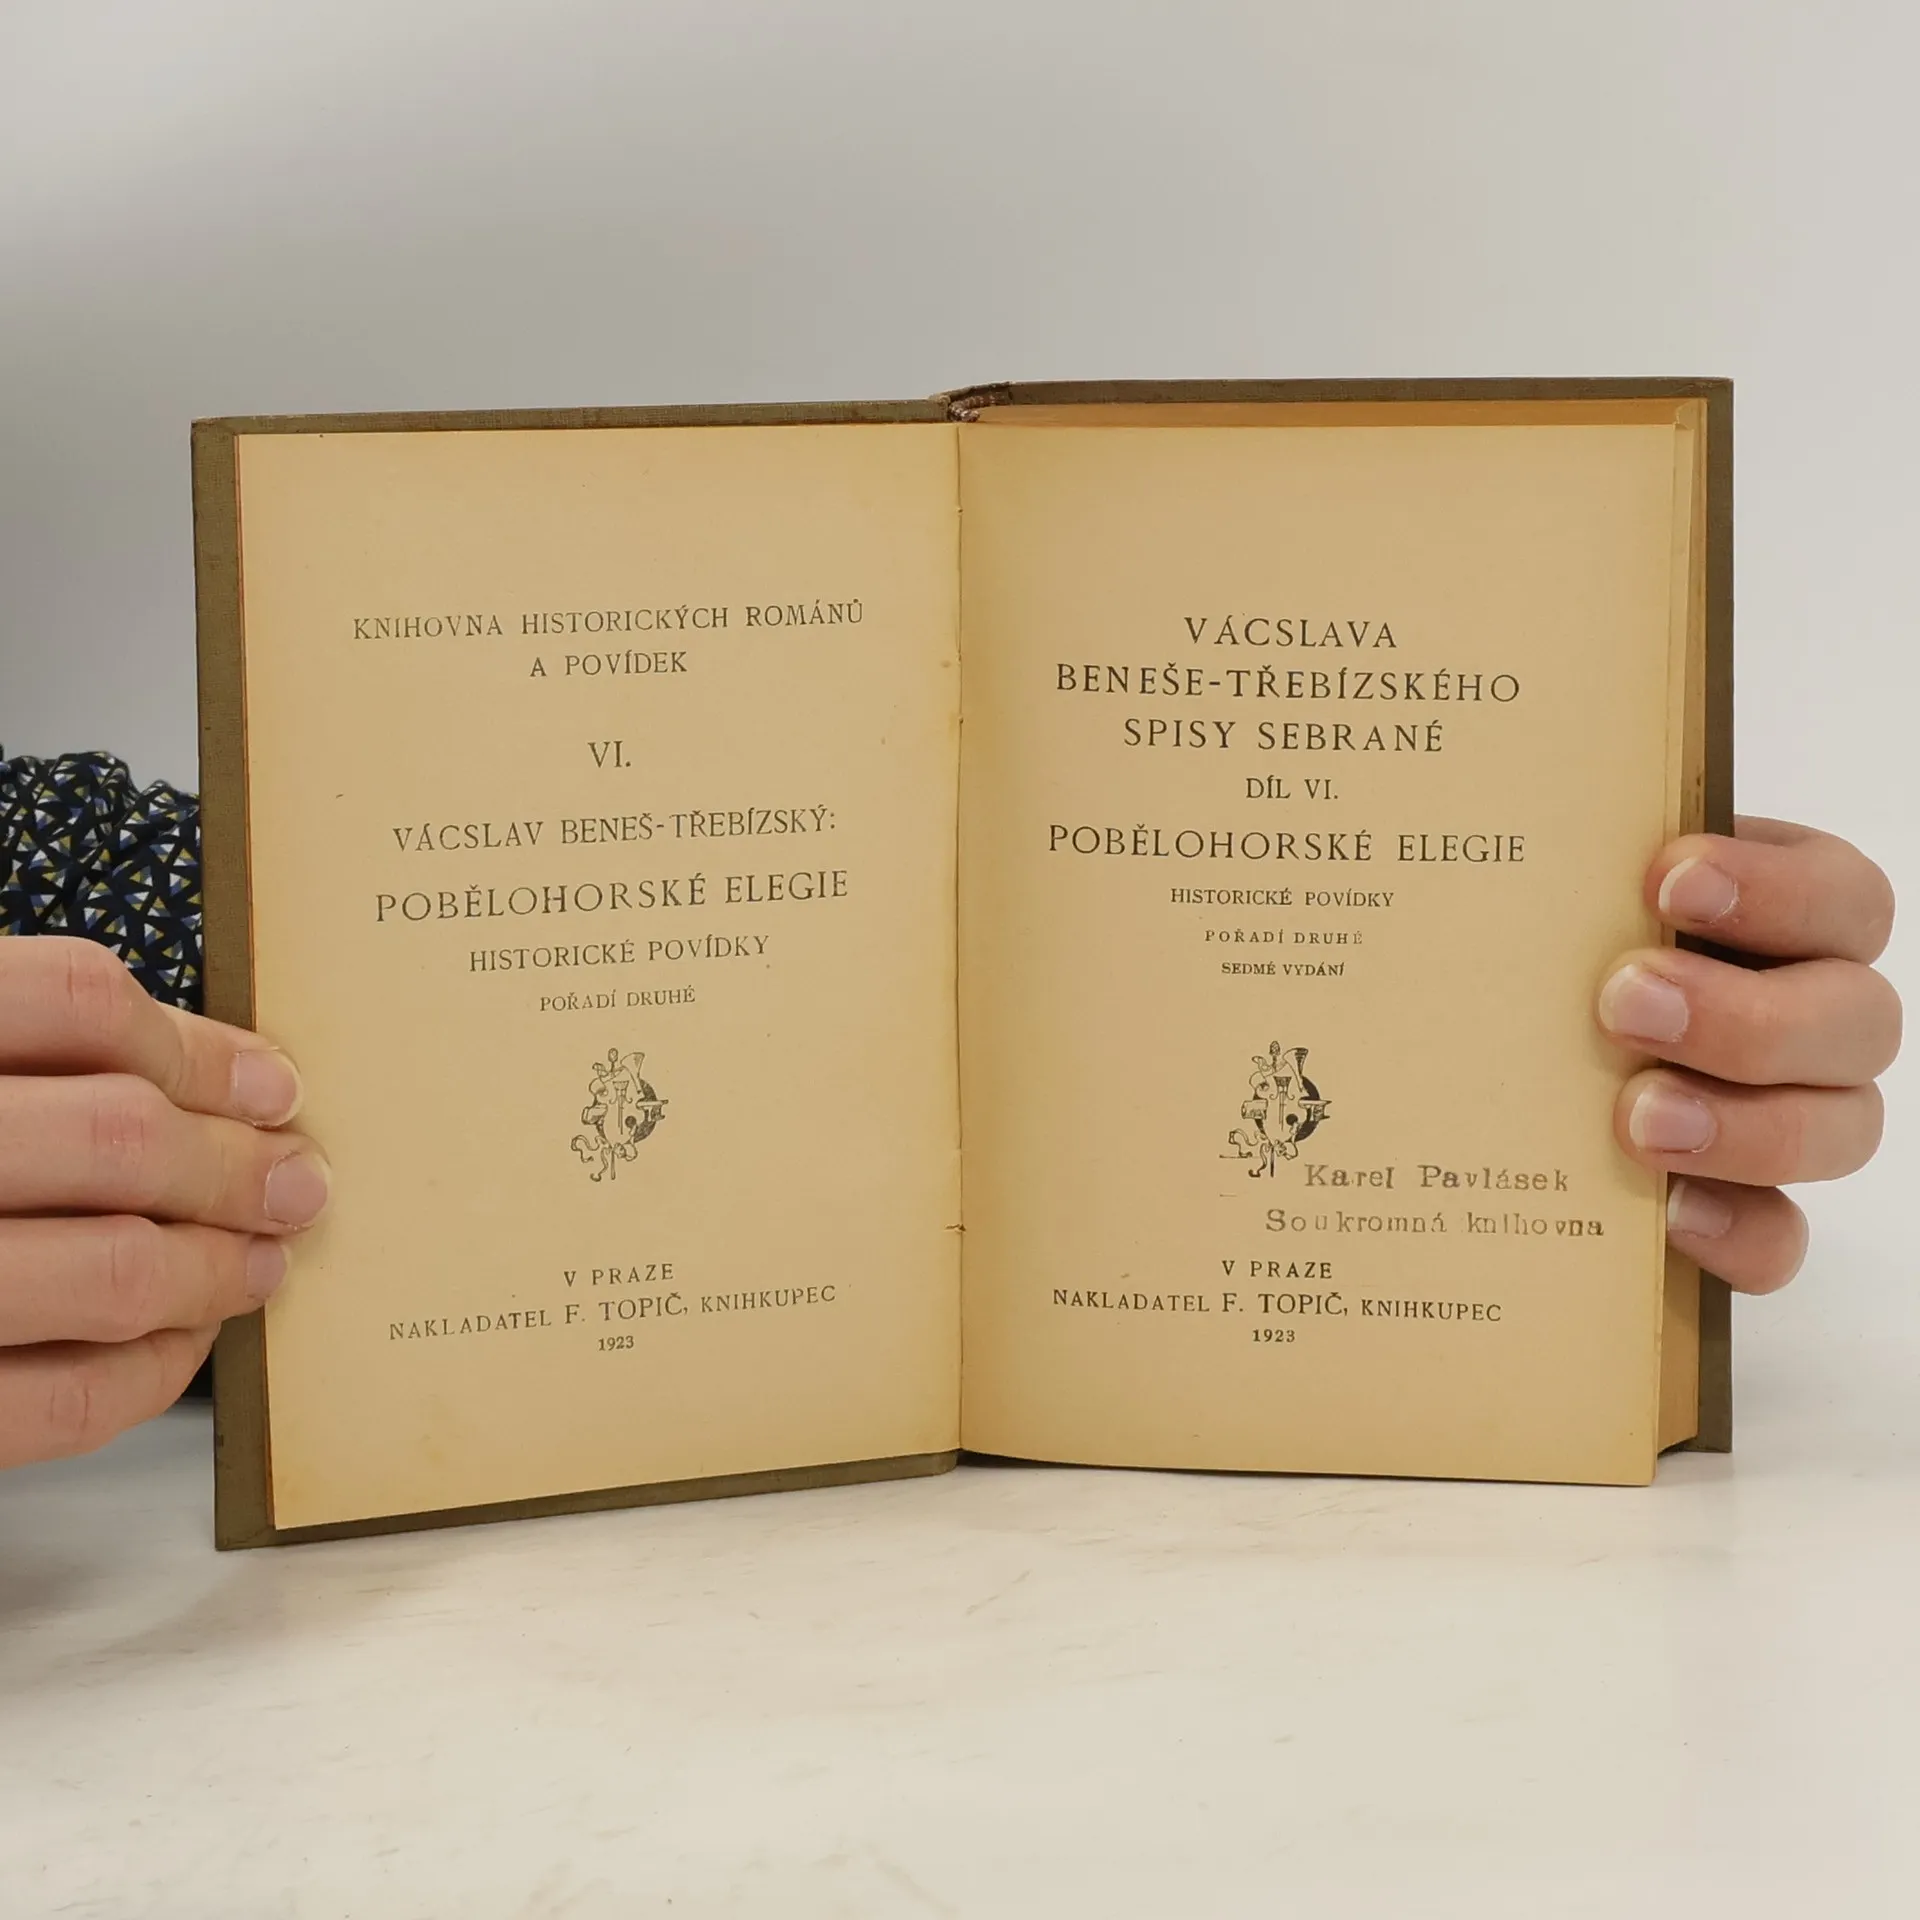 KNIHOVNA HISTORICKÝCH ROMÁNŮ
A POVÍDEK
VI.
VÁCSLAV BENEŠ-TŘEBÍZSKÝ:
POBĚLOHORSKÉ ELEGIE
HISTORICKÉ POVÍDKY
POŘADÍ DRUHÉ
V PRAZE
NAKLADATEL F. TOPIČ, KNIHKUPEC
1923
VÁCSLAVA
BENEŠE-TŘEBÍZSKÉHO
SPISY SEBRANÉ
DÍL VI.
POBĚLOHORSKÉ ELEGIE
HISTORICKÉ POVÍDKY
POŘADÍ DRUHÉ
SEDMÉ VYDÁNÍ
Karel Pavlásek
Soukromná knihovna
V PRAZE
NAKLADATEL F. TOPIČ, KNIHKUPEC
1923